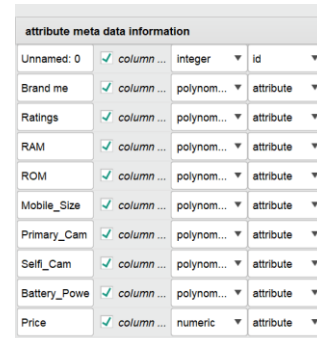 attribute meta data information
Unnamed: 0 column ... integer id
Brand me column ... polynom... attribute
Ratings column ... polynom... attribute
RAM column ... polynom... attribute
ROM column ... polynom... attribute
Mobile_Size column ... polynom... attribute
Primary_Cam column ... polynom... attribute
Selfi_Cam column ... polynom... attribute
Battery_Powe column ... polynom... attribute
Price column ... numeric attribute